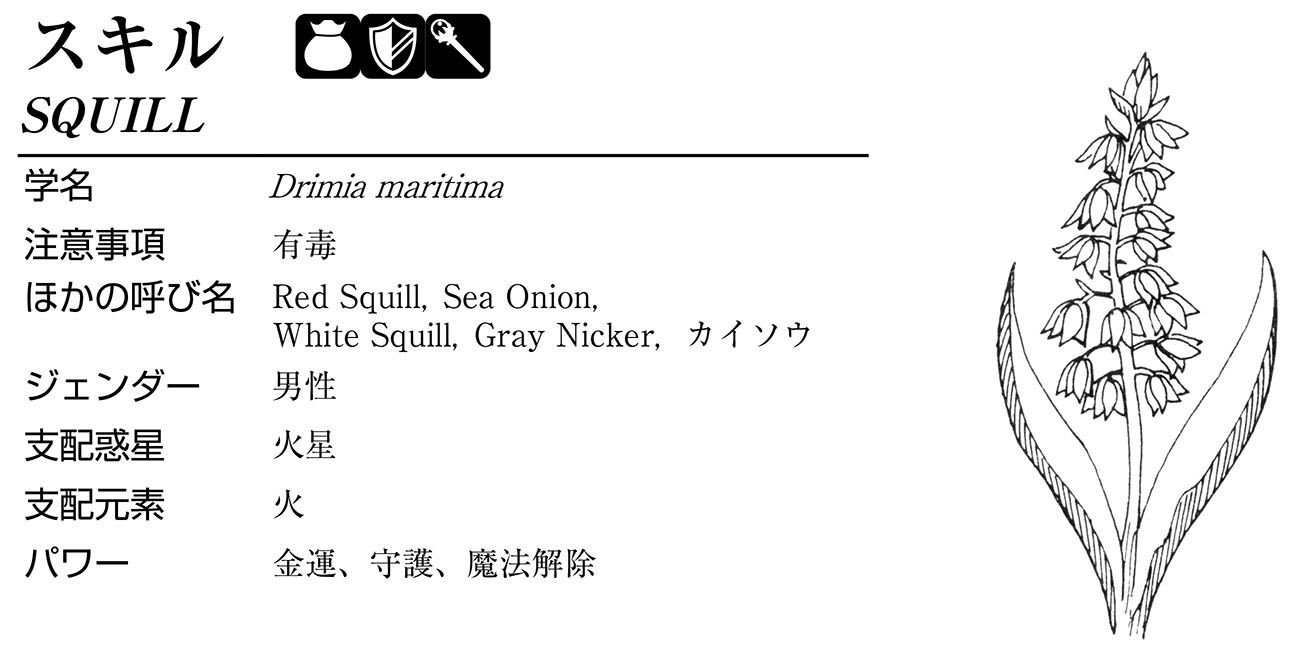 スキル
SQUILL
学名 Drimia maritima
注意事項 有毒
ほかの呼び名 Red Squill, Sea Onion,
White Squill, Gray Nicker, カイソウ
ジェンダー 男性
支配惑星 火星
支配元素 火
パワー 金運、守護、魔法解除